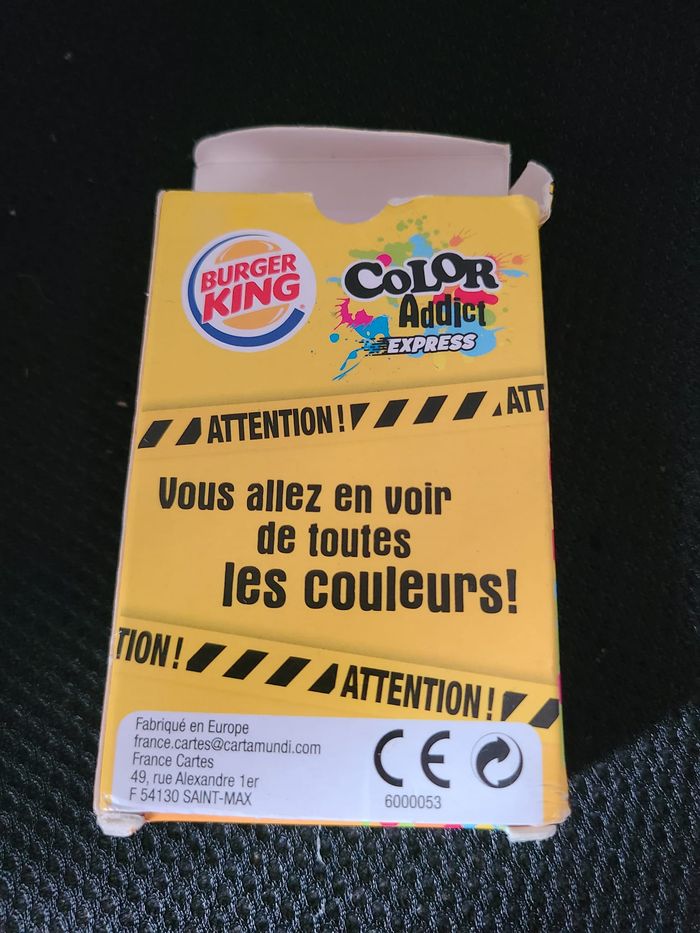 BURGER
KING
COLOR
Addict
EXPRESS
ATTENTION! ATT
Vous allez en voir
de toutes
les couleurs!
TION! ATTENTION!
Fabriqué en Europe
france.cartes@cartamundi.com
France Cartes
49, rue Alexandre 1er
F 54130 SAINT-MAX
CE
6000053